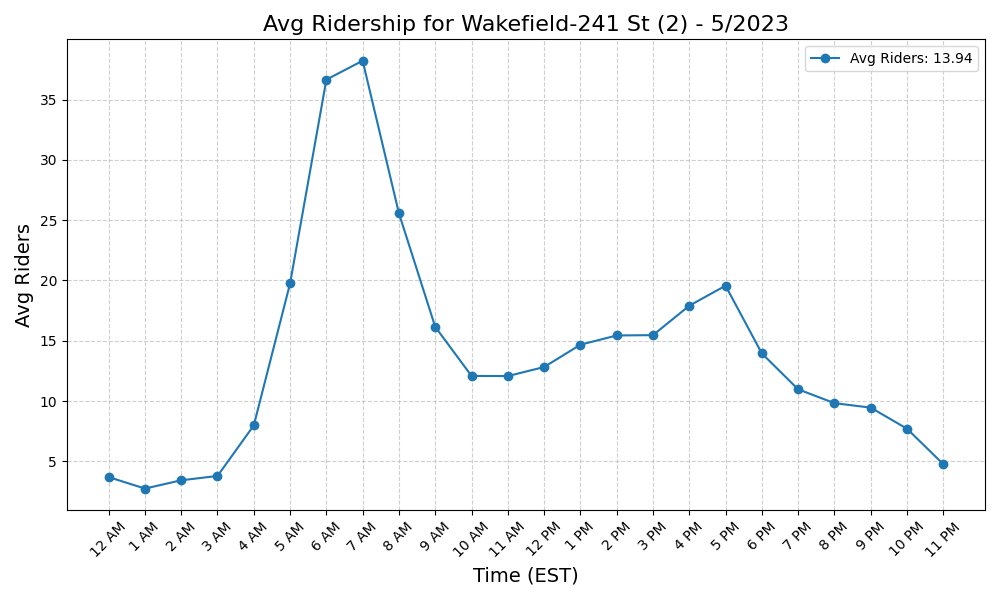 Avg Ridership for Wakefield-241 St (2) - 5/2023
Avg Riders: 13.94
Avg Riders
35
30
25
20
15
10
5
12 AM
1 AM
2 AM
3 AM
4 AM
5 AM
6 AM
7 AM
8 AM
9 AM
10 AM
11 AM
12 PM
1 PM
2 PM
3 PM
4 PM
5 PM
6 PM
7 PM
8 PM
9 PM
10 PM
11 PM
Time (EST)